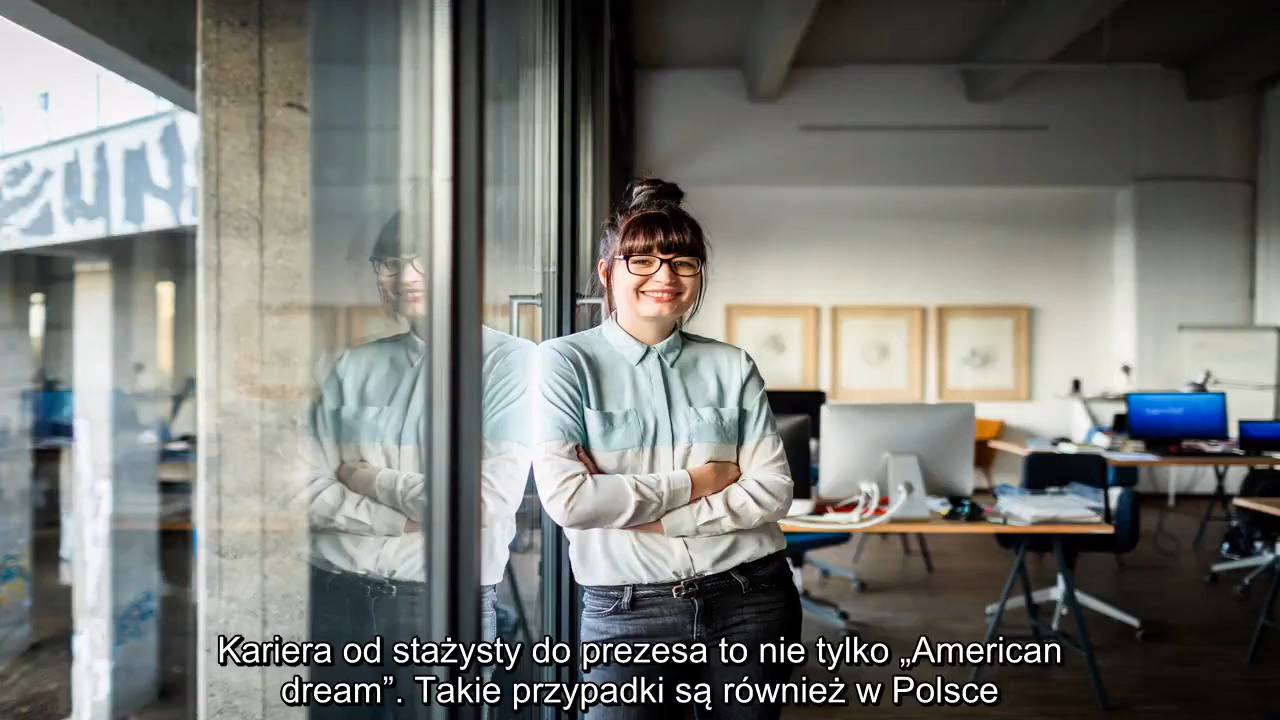 Kariera od stażysty do prezesa to nie tylko „American
dream”. Takie przypadki są również w Polsce